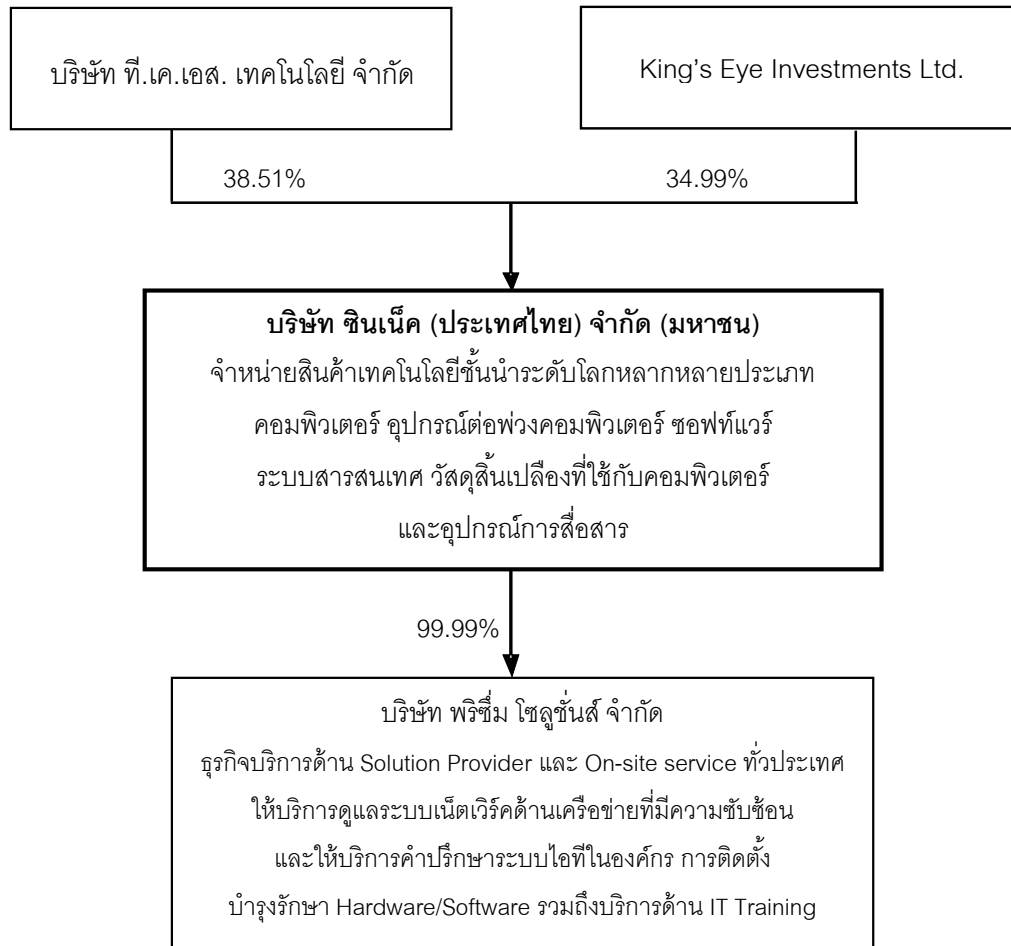 บริษัท ที.เค.เอส. เทคโนโลยี จำกัด
King's Eye Investments Ltd.
38.51%
34.99%
บริษัท ซินเน็ค (ประเทศไทย) จำกัด (มหาชน)
จำหน่ายสินค้าเทคโนโลยีชั้นนำระดับโลกหลากหลายประเภท
คอมพิวเตอร์ อุปกรณ์ต่อพ่วงคอมพิวเตอร์ ซอฟท์แวร์
ระบบสารสนเทศ วัสดุสิ้นเปลืองที่ใช้กับคอมพิวเตอร์
และอุปกรณ์การสื่อสาร
99.99%
บริษัท พริซึ่ม โซลูชั่นส์ จำกัด
ธุรกิจบริการด้าน Solution Provider และ On-site service ทั่วประเทศ
ให้บริการดูแลระบบเน็ตเวิร์คด้านเครือข่ายที่มีความซับซ้อน
และให้บริการคำปรึกษาระบบไอทีในองค์กร การติดตั้ง
บำรุงรักษา Hardware/Software รวมถึงบริการด้าน IT Training